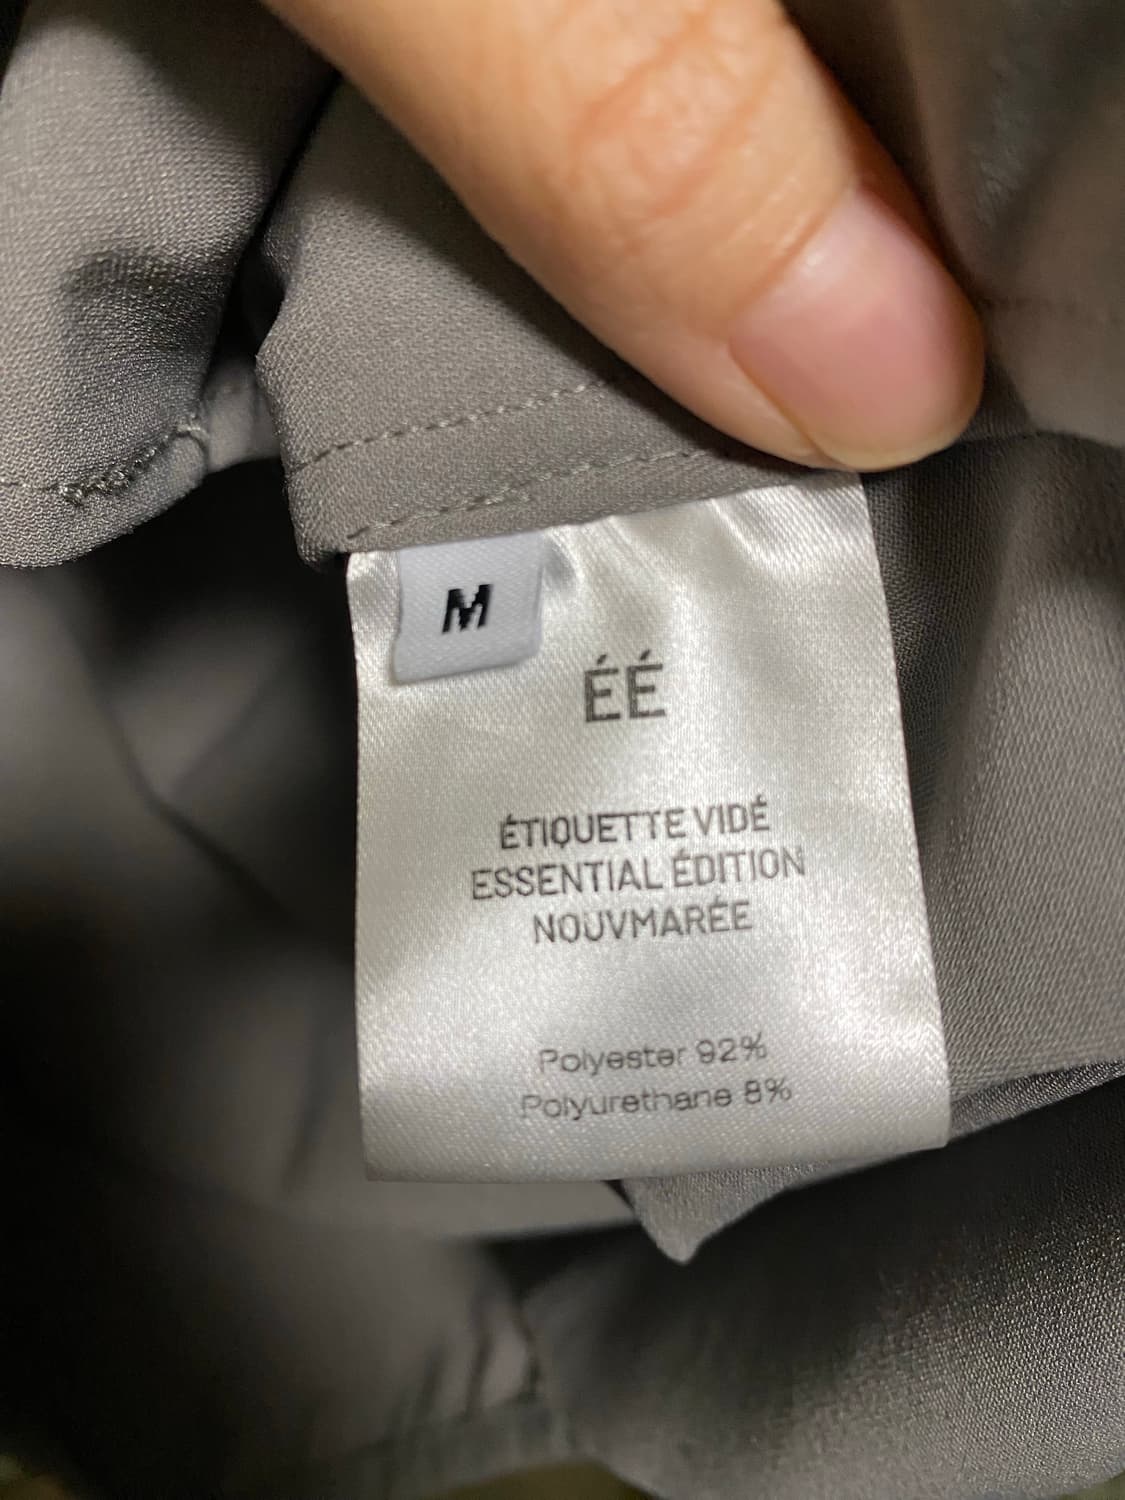 M
ÉÉ
ÉTIQUETTE VIDÉ
ESSENTIAL ÉDITION
NOUVMARÉE
Polyester 92%
Polyurethane 8%